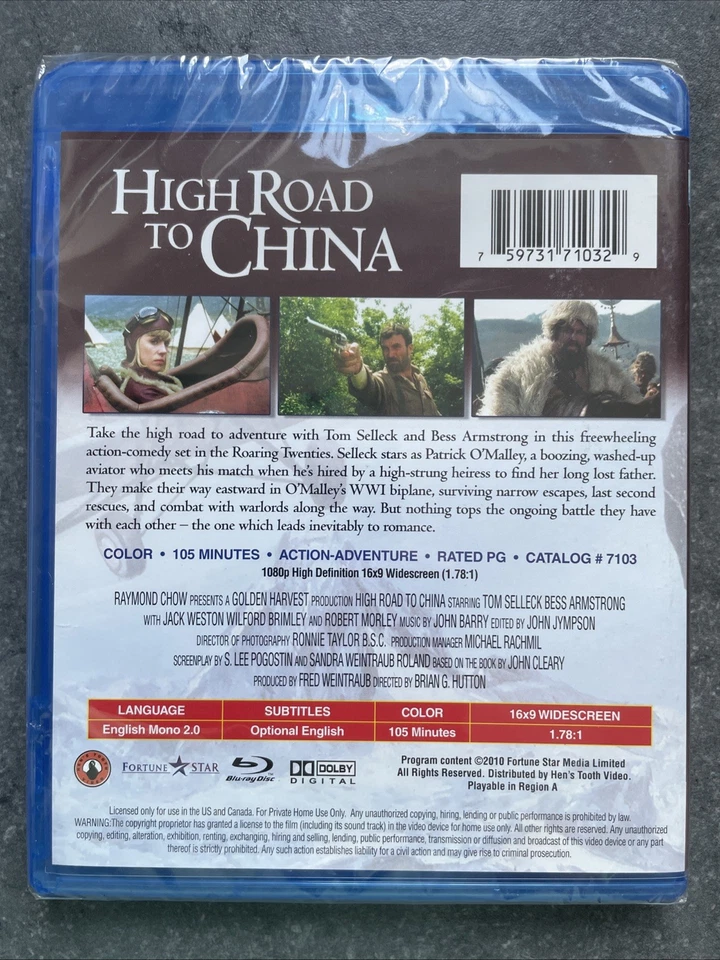 HIGH ROAD
TO CHINA
7 59731 71032 9
Take the high road to adventure with Tom Selleck and Bess Armstrong in this freewheeling
action-comedy set in the Roaring Twenties. Selleck stars as Patrick O'Malley, a boozing, washed-up
aviator who meets his match when he's hired by a high-strung heiress to find her long lost father.
They make their way eastward in O'Malley's WWI biplane, surviving narrow escapes, last second
rescues, and combat with warlords along the way. But nothing tops the ongoing battle they have
with each other – the one which leads inevitably to romance.
COLOR • 105 MINUTES • ACTION-ADVENTURE • RATED PG • CATALOG # 7103
1080p High Definition 16x9 Widescreen (1.78:1)
RAYMOND CHOW PRESENTS A GOLDEN HARVEST PRODUCTION HIGH ROAD TO CHINA STARRING TOM SELLECK BESS ARMSTRONG
WITH JACK WESTON WILFORD BRIMLEY AND ROBERT MORLEY MUSIC BY JOHN BARRY EDITED BY JOHN JYMPSON
DIRECTOR OF PHOTOGRAPHY RONNIE TAYLOR B.S.C. PRODUCTION MANAGER MICHAEL RACHMIL
SCREENPLAY BY S. LEE POGOSTIN AND SANDRA WEINTRAUB ROLAND BASED ON THE BOOK BY JOHN CLEARY
PRODUCED BY FRED WEINTRAUB DIRECTED BY BRIAN G. HUTTON
LANGUAGE SUBTITLES COLOR 16x9 WIDESCREEN
English Mono 2.0 Optional English 105 Minutes 1.78:1
FORTUNE STAR Blu-ray Disc DOLBY DIGITAL
Program content ©2010 Fortune Star Media Limited
All Rights Reserved. Distributed by Hen's Tooth Video.
Playable in Region A
Licensed only for use in the US and Canada. For Private Home Use Only. Any unauthorized copying, hiring, lending or public performance is prohibited by law.
WARNING:The copyright proprietor has granted a license to the film (including its sound track) in the video device for home use only. All other rights are reserved. Any unauthorized
copying, editing, alteration, exhibition, renting, exchanging, hiring and selling, lending, public performance, transmission or diffusion and broadcast of this video device or any part
thereof is strictly prohibited. Any such action establishes liability for a civil action and may give rise to criminal prosecution.